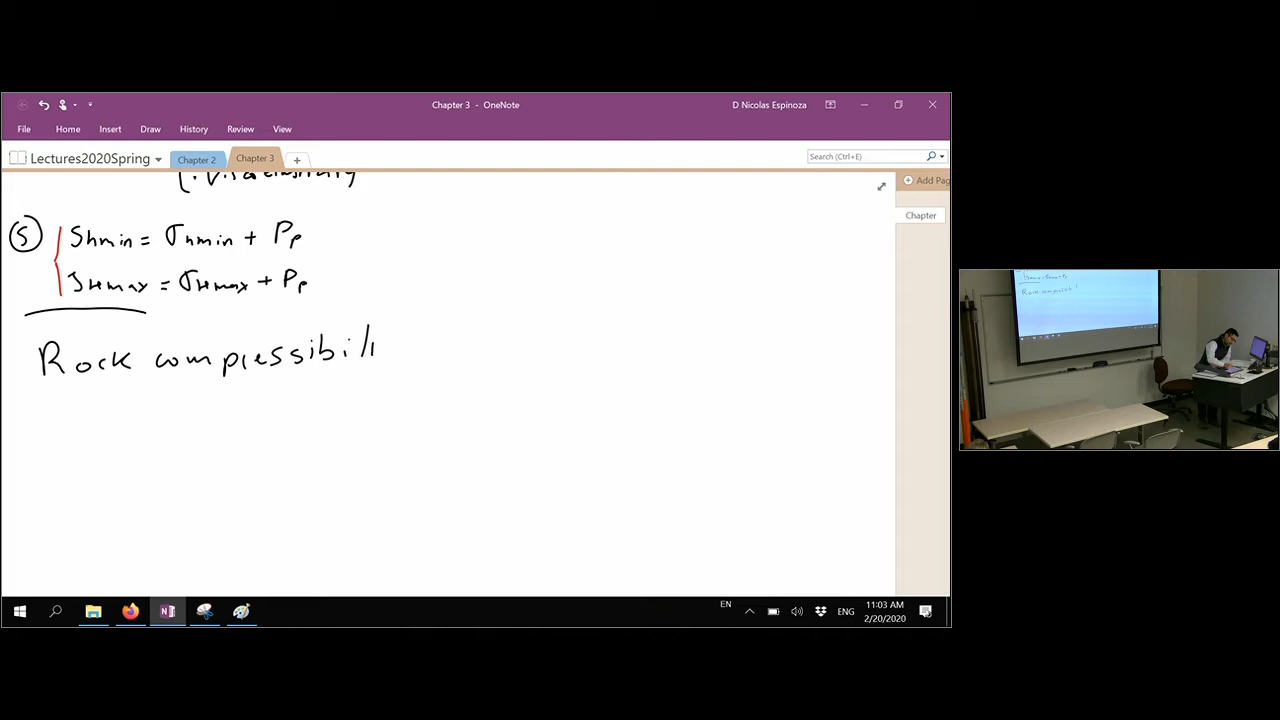 Chapter 3 - OneNote
D Nicolas Espinoza
File Home Insert Draw History Review View
Lectures2020Spring Chapter 2 Chapter 3 +
Search (Ctrl+E)
Add Pag
Chapter
5 Shmin = σhmin + Pp
SHmax = σHmax + Pp
Rock compressibili
EN
ENG
11:03 AM
2/20/2020